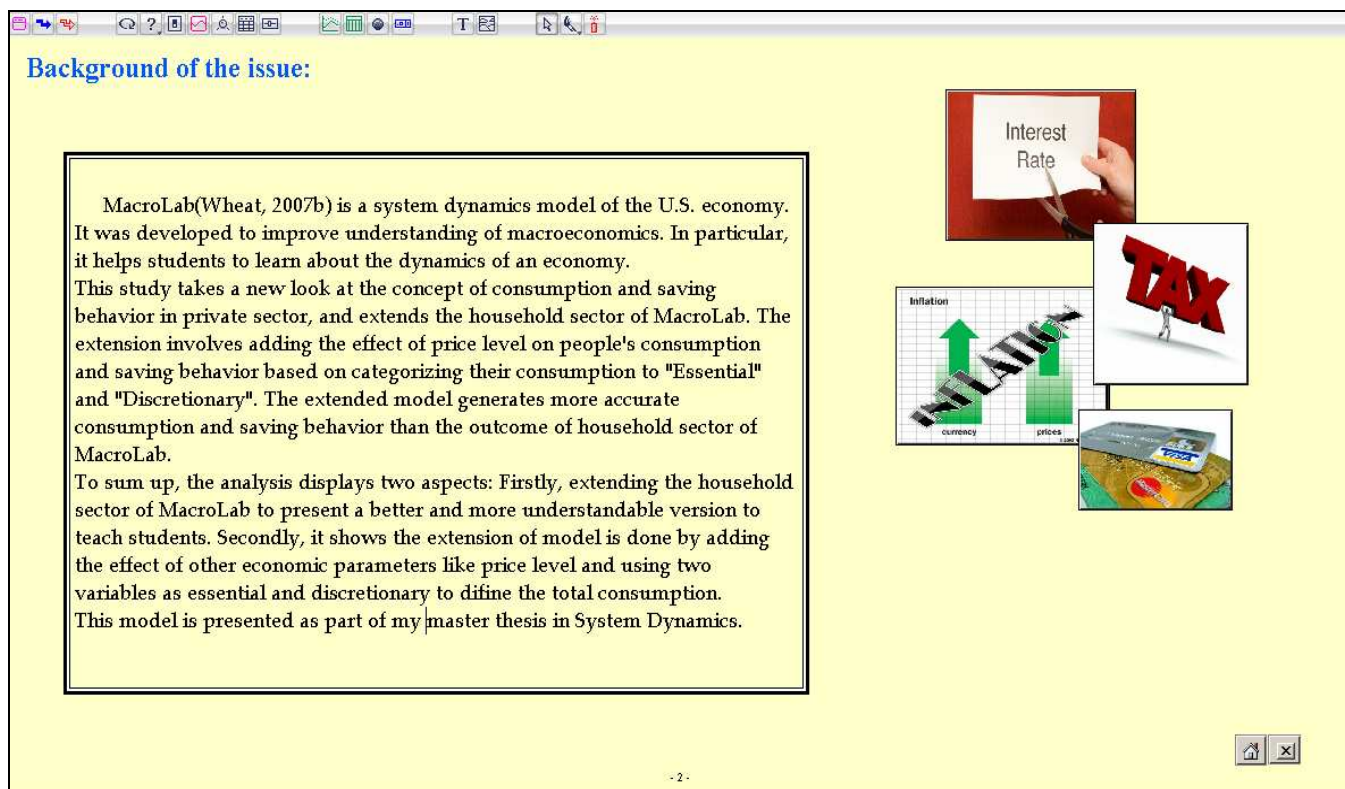 T
Background of the issue:
MacroLab(Wheat, 2007b) is a system dynamics model of the U.S. economy.
It was developed to improve understanding of macroeconomics. In particular,
it helps students to learn about the dynamics of an economy.
This study takes a new look at the concept of consumption and saving
behavior in private sector, and extends the household sector of MacroLab. The
extension involves adding the effect of price level on people's consumption
and saving behavior based on categorizing their consumption to "Essential"
and "Discretionary". The extended model generates more accurate
consumption and saving behavior than the outcome of household sector of
MacroLab.
To sum up, the analysis displays two aspects: Firstly, extending the household
sector of MacroLab to present a better and more understandable version to
teach students. Secondly, it shows the extension of model is done by adding
the effect of other economic parameters like price level and using two
variables as essential and discretionary to difine the total consumption.
This model is presented as part of my master thesis in System Dynamics.
Interest
Rate
TAX
Inflation
INFLATION
currency prices
VISA
MasterCard
- 2 -